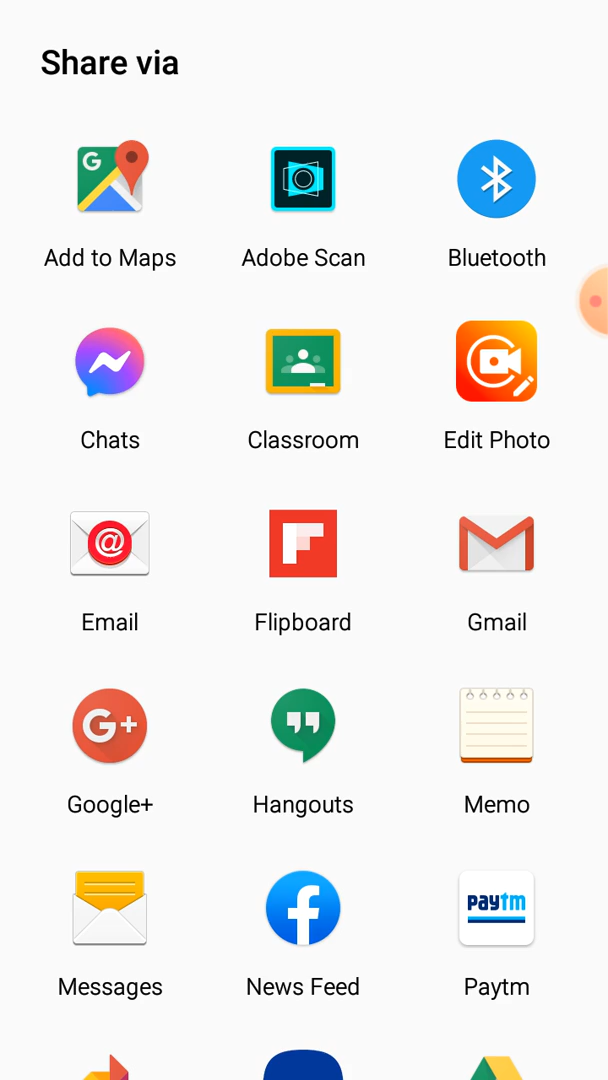 Share via
G
Add to Maps
Adobe Scan
Bluetooth
Chats
Classroom
Edit Photo
@
Email
Flipboard
Gmail
G+
Google+
Hangouts
Memo
paytm
Messages
News Feed
Paytm